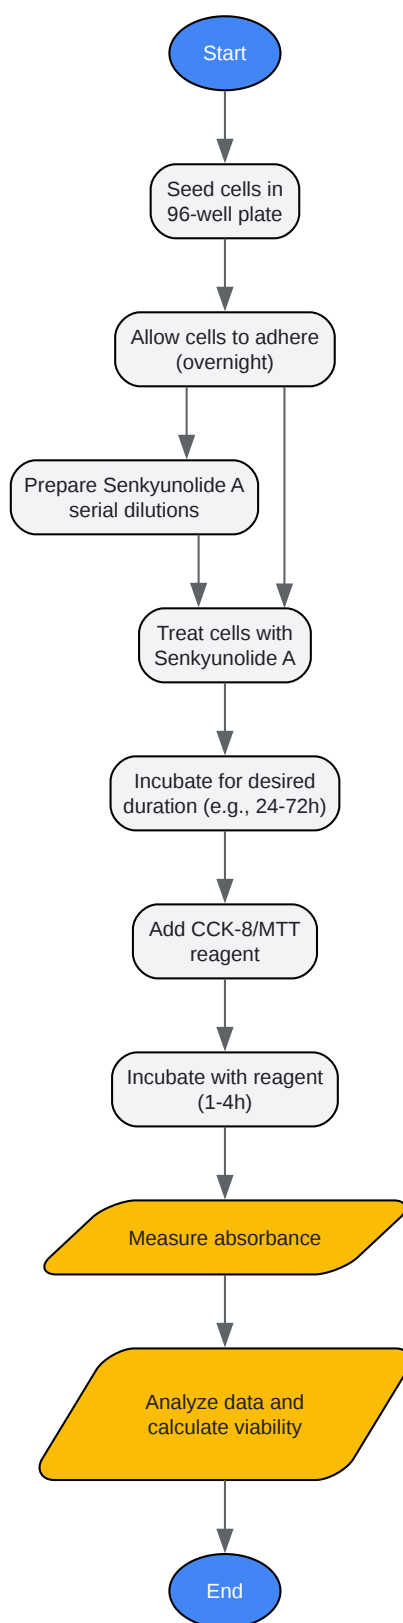 Start
Seed cells in
96-well plate
Allow cells to adhere
(overnight)
Prepare Senkyunolide A
serial dilutions
Treat cells with
Senkyunolide A
Incubate for desired
duration (e.g., 24-72h)
Add CCK-8/MTT
reagent
Incubate with reagent
(1-4h)
Measure absorbance
Analyze data and
calculate viability
End